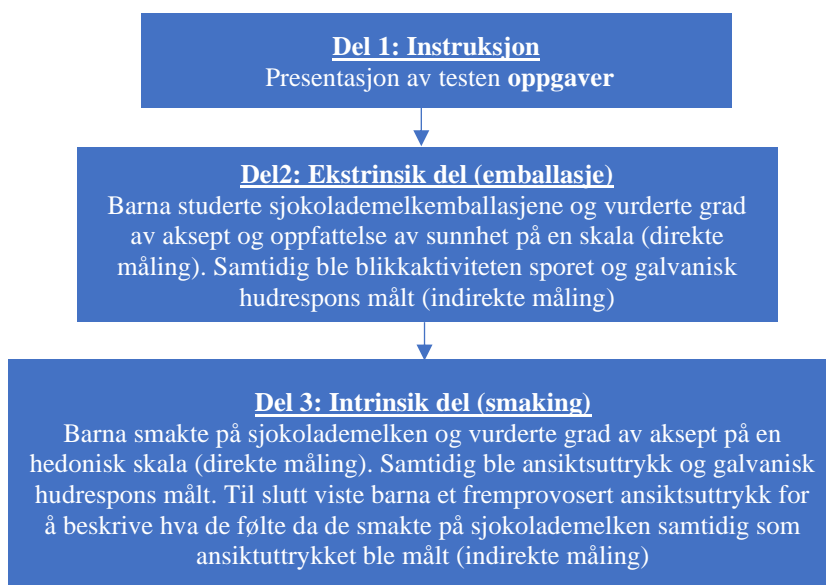 Del 1: Instruksjon
Presentasjon av testen oppgaver
Del2: Ekstrinsik del (emballasje)
Barna studerte sjokolademelkemballasjene og vurderte grad
av aksept og oppfattelse av sunnhet på en skala (direkte
måling). Samtidig ble blikkaktiviteten sporet og galvanisk
hudrespons målt (indirekte måling)
Del 3: Intrinsik del (smaking)
Barna smakte på sjokolademelken og vurderte grad av aksept på en
hedonisk skala (direkte måling). Samtidig ble ansiktsuttrykk og galvanisk
hudrespons målt. Til slutt viste barna et fremprovosert ansiktsuttrykk for
å beskrive hva de følte da de smakte på sjokolademelken samtidig som
ansiktuttrykket ble målt (indirekte måling)